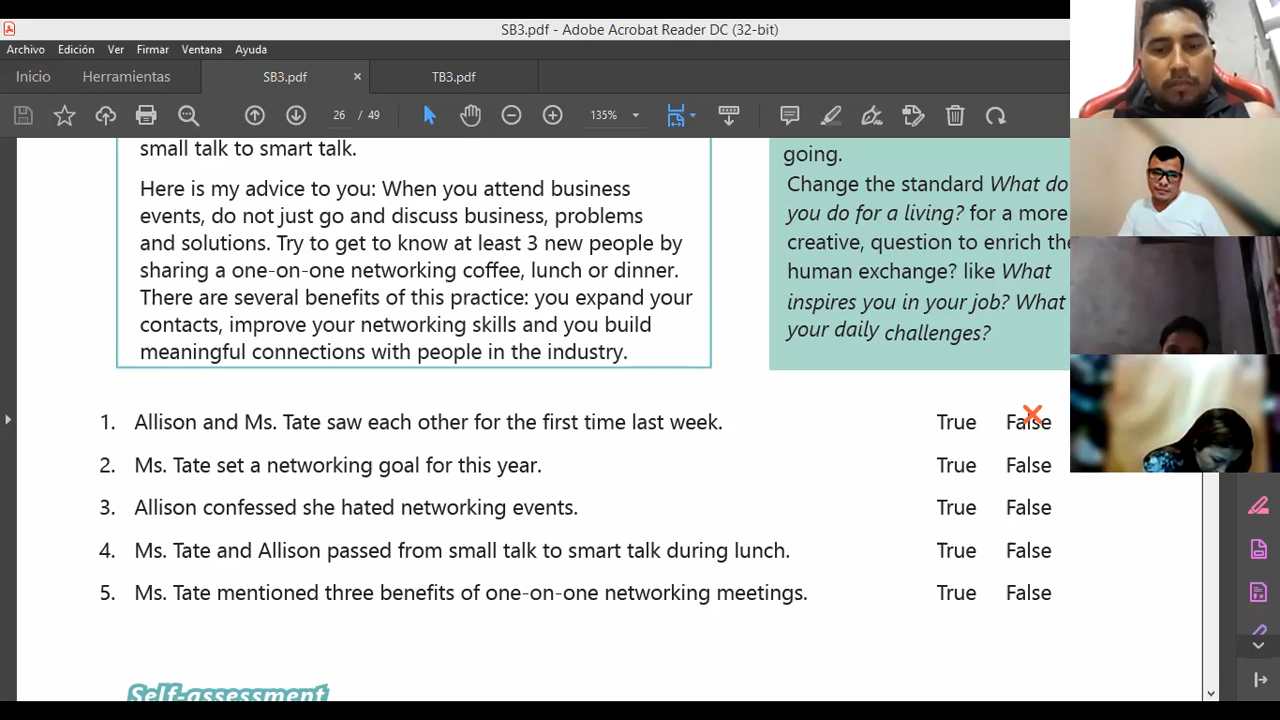 SB3.pdf - Adobe Acrobat Reader DC (32-bit)
Archivo Edición Ver Firmar Ventana Ayuda
Inicio Herramientas SB3.pdf × TB3.pdf
26 / 49 135%
small talk to smart talk.
Here is my advice to you: When you attend business
events, do not just go and discuss business, problems
and solutions. Try to get to know at least 3 new people by
sharing a one-on-one networking coffee, lunch or dinner.
There are several benefits of this practice: you expand your
contacts, improve your networking skills and you build
meaningful connections with people in the industry.
going.
Change the standard What do
you do for a living? for a more
creative, question to enrich the
human exchange? like What
inspires you in your job? What
your daily challenges?
1. Allison and Ms. Tate saw each other for the first time last week. True False
2. Ms. Tate set a networking goal for this year. True False
3. Allison confessed she hated networking events. True False
4. Ms. Tate and Allison passed from small talk to smart talk during lunch. True False
5. Ms. Tate mentioned three benefits of one-on-one networking meetings. True False
Self-assessment